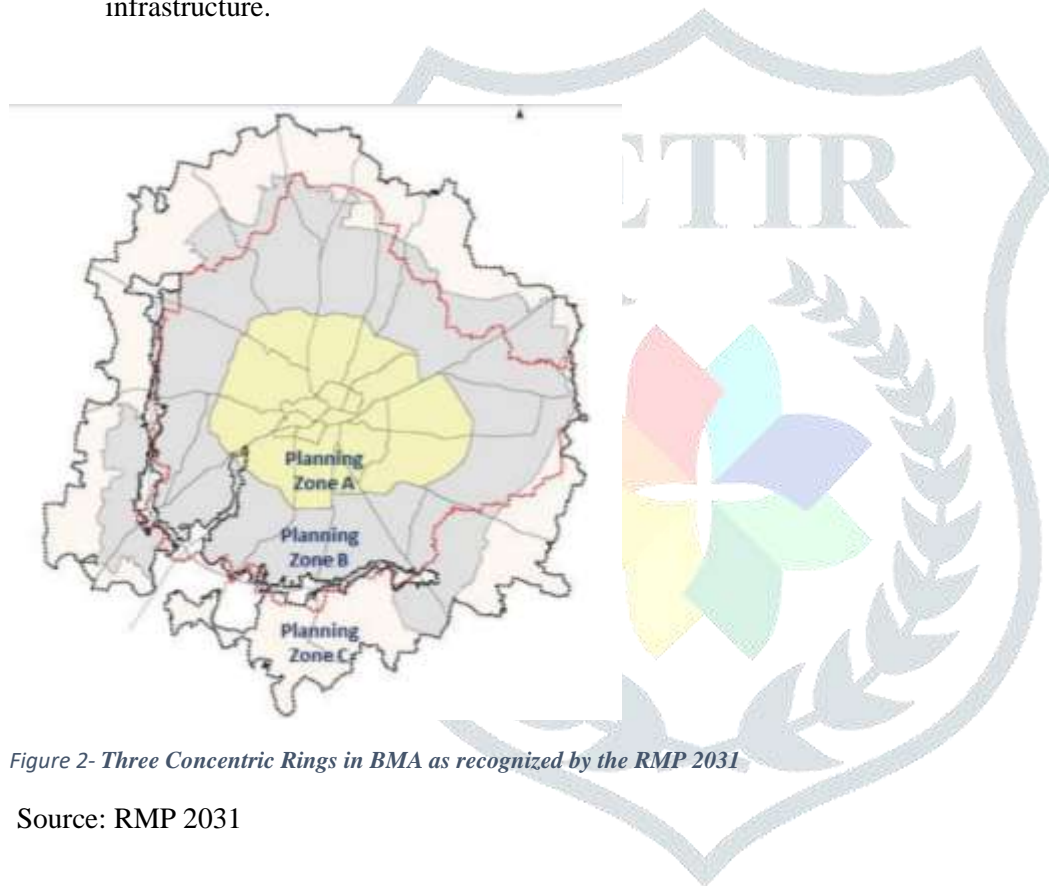 infrastructure.
ETIR
Planning
Zone A
Planning
Zone B
Planning
Zone C
Figure 2- Three Concentric Rings in BMA as recognized by the RMP 2031
Source: RMP 2031